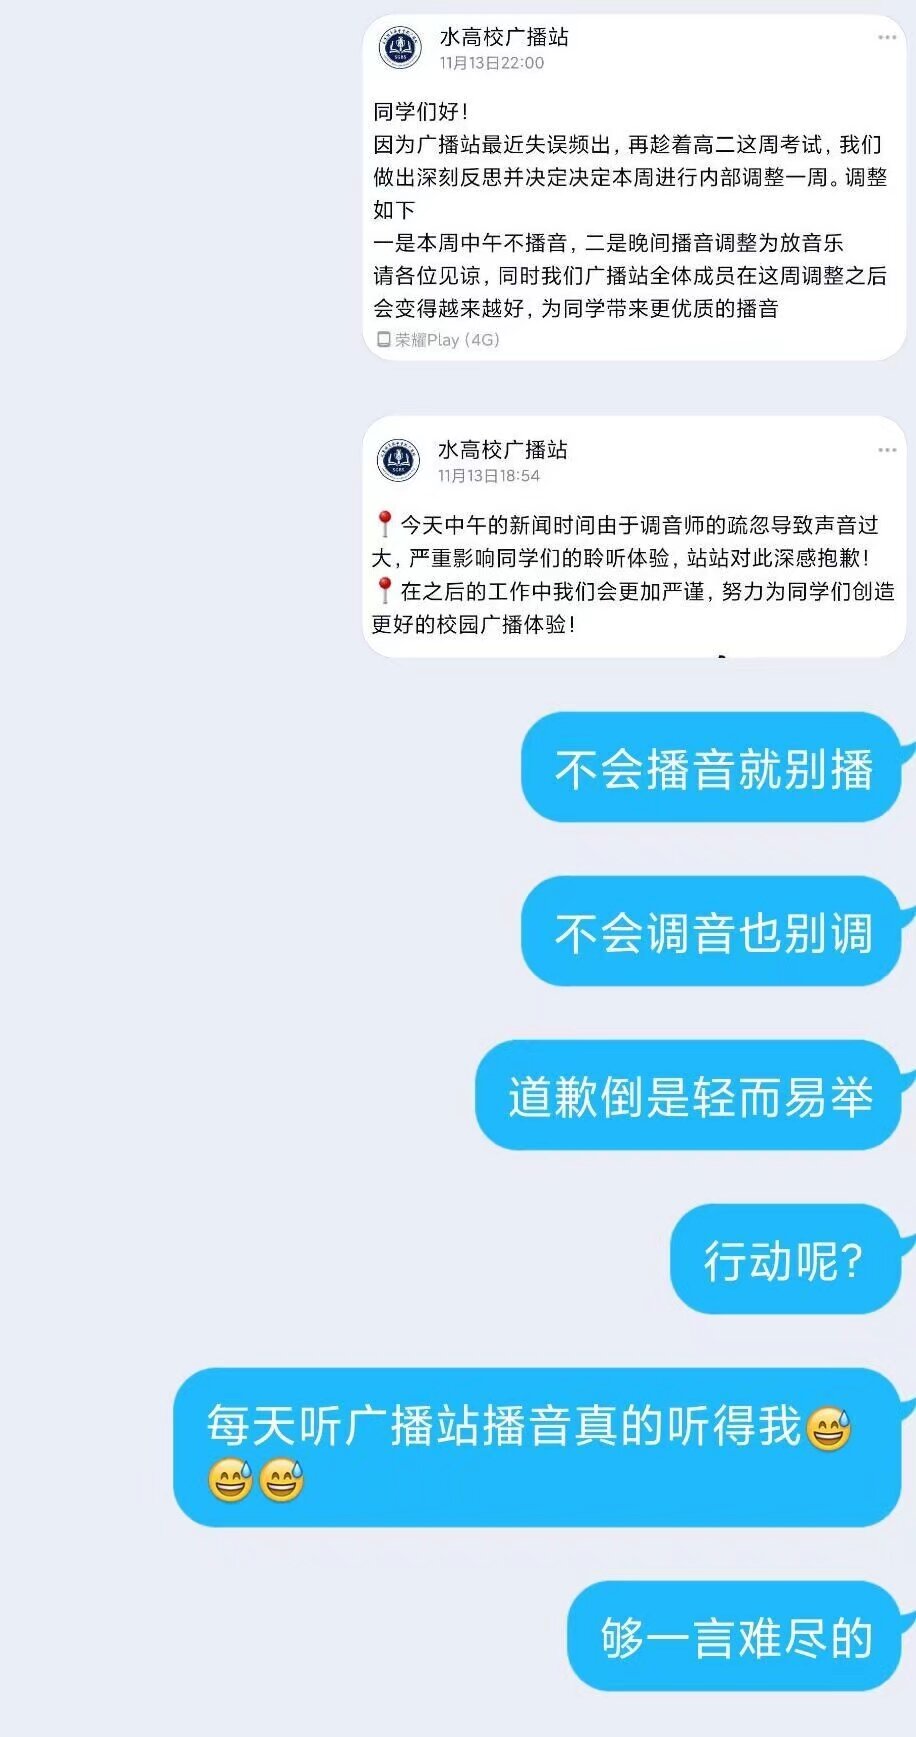 水高校广播站
11月13日22:00
同学们好！
因为广播站最近失误频出，再趁着高二这周考试，我们
做出深刻反思并决定决定本周进行内部调整一周。调整
如下
一是本周中午不播音，二是晚间播音调整为放音乐
请各位见谅，同时我们广播站全体成员在这周调整之后
会变得越来越好，为同学带来更优质的播音
荣耀Play (4G)
水高校广播站
11月13日18:54
📍今天中午的新闻时间由于调音师的疏忽导致声音过
大，严重影响同学们的聆听体验，站站对此深感抱歉！
📍在之后的工作中我们会更加严谨，努力为同学们创造
更好的校园广播体验！
不会播音就别播
不会调音也别调
道歉倒是轻而易举
行动呢？
每天听广播站播音真的听得我😅
😅😅
够一言难尽的